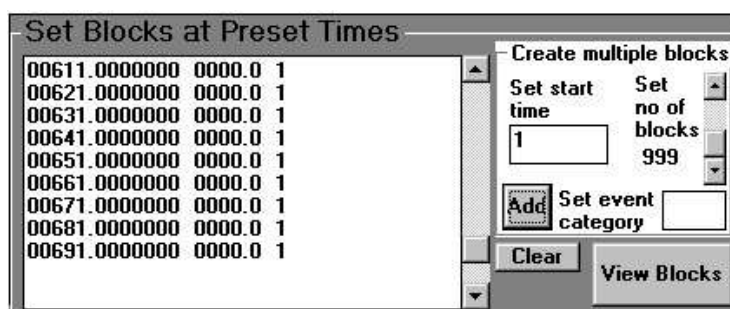 Set Blocks at Preset Times
00611.0000000 0000.0 1
00621.0000000 0000.0 1
00631.0000000 0000.0 1
00641.0000000 0000.0 1
00651.0000000 0000.0 1
00661.0000000 0000.0 1
00671.0000000 0000.0 1
00681.0000000 0000.0 1
00691.0000000 0000.0 1
Create multiple blocks
Set start
time
1
Set
no of
blocks
999
Add
Set event
category
Clear
View Blocks